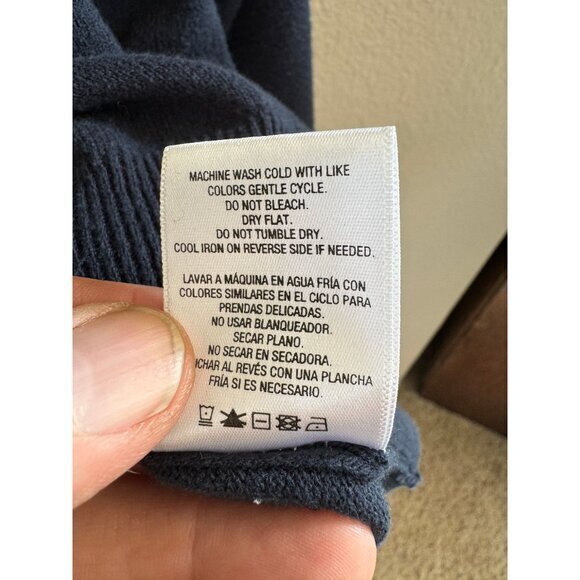 MACHINE WASH COLD WITH LIKE
COLORS GENTLE CYCLE.
DO NOT BLEACH.
DRY FLAT.
DO NOT TUMBLE DRY.
COOL IRON ON REVERSE SIDE IF NEEDED.
LAVAR A MÁQUINA EN AGUA FRÍA CON
COLORES SIMILARES EN EL CICLO PARA
PRENDAS DELICADAS.
NO USAR BLANQUEADOR.
SECAR PLANO.
NO SECAR EN SECADORA.
AL REVÉS CON UNA PLANCHA
FRÍA SI ES NECESARIO.